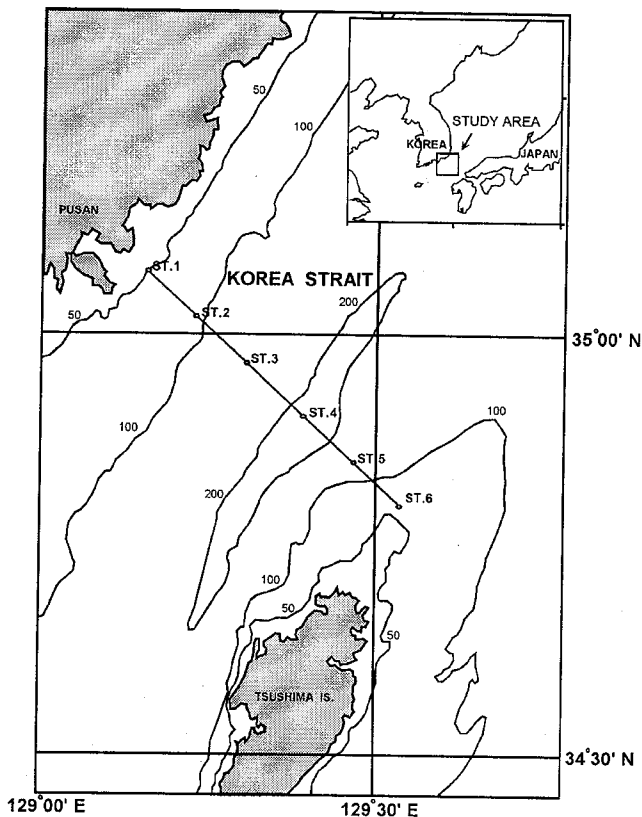 50
100
STUDY AREA
KOREA
JAPAN
PUSAN
ST.1
KOREA STRAIT
200
50
ST.2
35°00' N
ST.3
100
ST.4
100
ST.5
200
ST.6
100
50
50
TSUSHIMA IS.
34°30' N
129°00' E
129°30' E